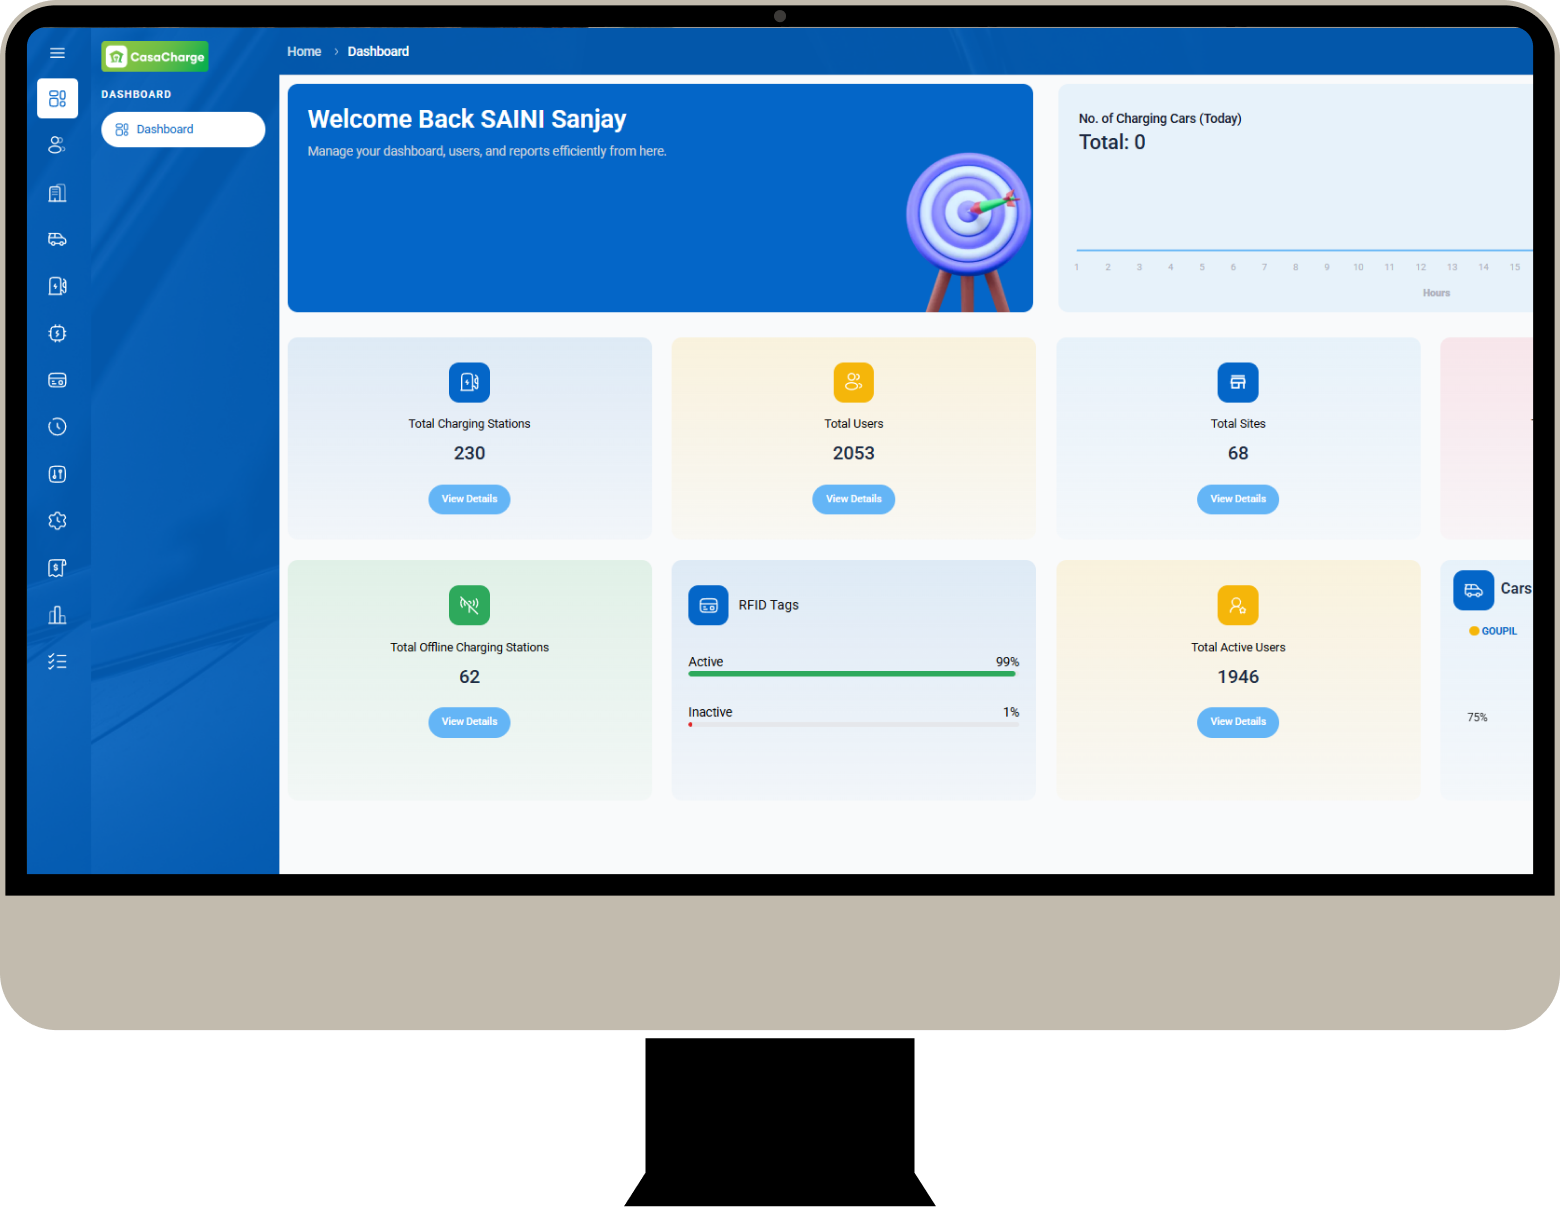 CasaCharge
DASHBOARD
Dashboard
Home › Dashboard
Welcome Back SAINI Sanjay
Manage your dashboard, users, and reports efficiently from here.
No. of Charging Cars (Today)
Total: 0
1 2 3 4 5 6 7 8 9 10 11 12 13 14 15
Hours
Total Charging Stations
230
View Details
Total Users
2053
View Details
Total Sites
68
View Details
Total Offline Charging Stations
62
View Details
RFID Tags
Active 99%
Inactive 1%
Total Active Users
1946
View Details
Cars
GOUPIL
75%